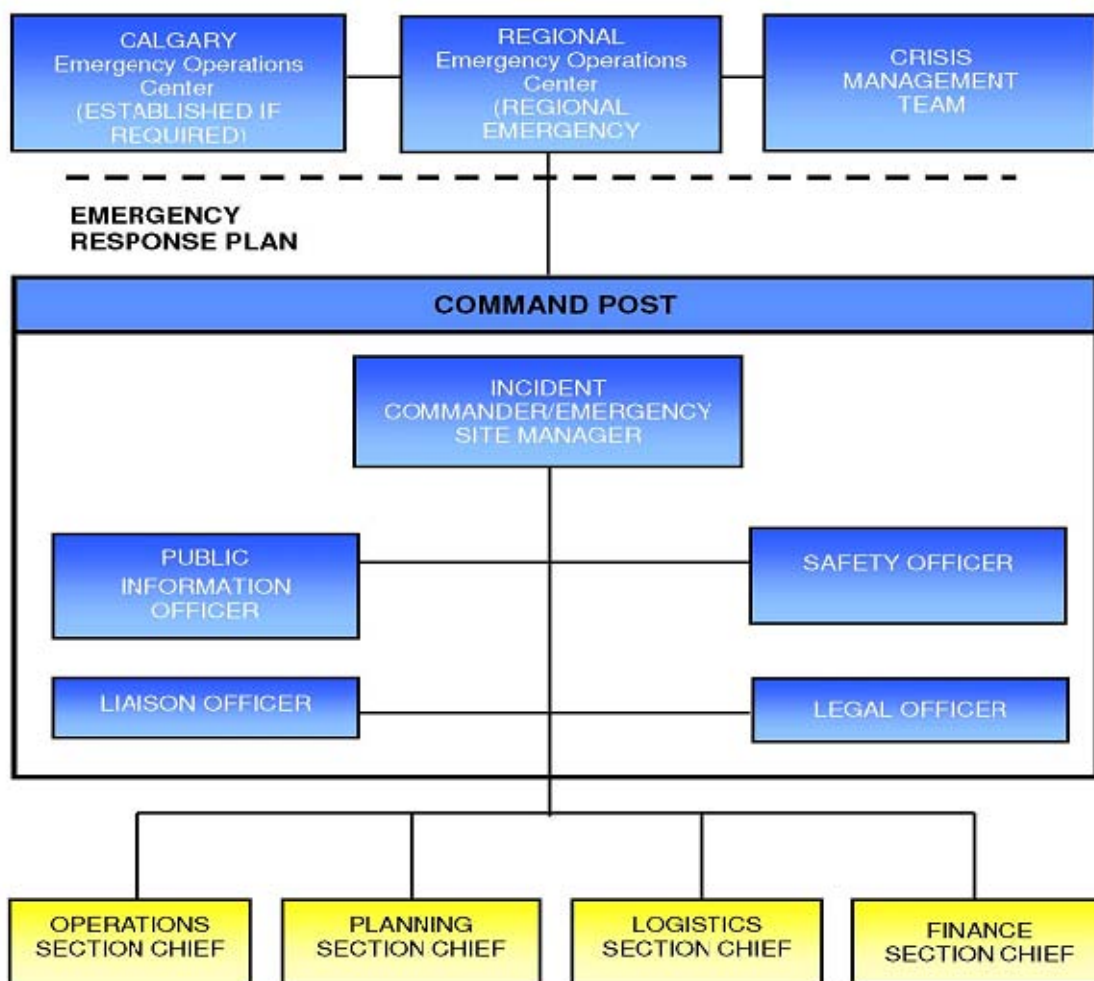 CALGARY
Emergency Operations
Center
(ESTABLISHED IF
REQUIRED)
REGIONAL
Emergency Operations
Center
(REGIONAL
EMERGENCY
CRISIS
MANAGEMENT
TEAM
EMERGENCY
RESPONSE PLAN
COMMAND POST
INCIDENT
COMMANDER/EMERGENCY
SITE MANAGER
PUBLIC
INFORMATION
OFFICER
SAFETY OFFICER
LIAISON OFFICER
LEGAL OFFICER
OPERATIONS
SECTION CHIEF
PLANNING
SECTION CHIEF
LOGISTICS
SECTION CHIEF
FINANCE
SECTION CHIEF